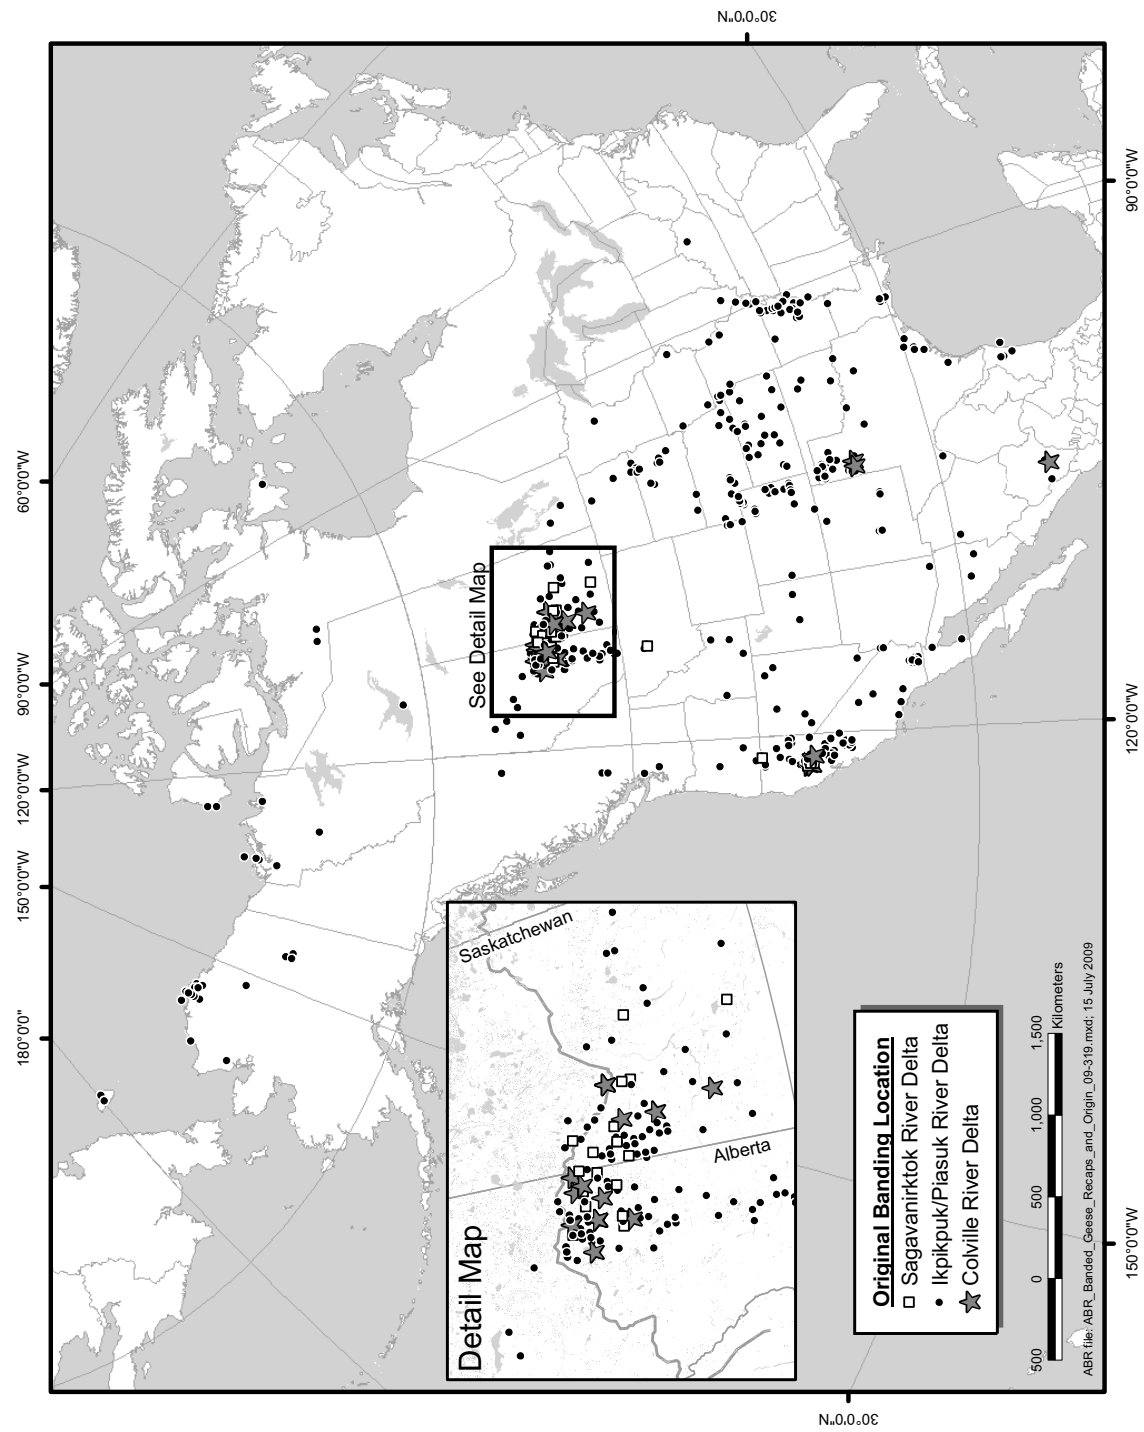 30°0'0"N
60°0'0"W
90°0'0"W
120°0'0"W
150°0'0"W
180°0'0"
90°0'0"W
120°0'0"W
150°0'0"W
30°0'0"N
See Detail Map
Detail Map
Saskatchewan
Alberta
Original Banding Location
Sagavanirktok River Delta
Ikpikpuk/Piasuk River Delta
Colville River Delta
500 0 500 1,000 1,500
Kilometers
ABR file: ABR_Banded_Geese_Recaps_and_Origin_09-319.mxd; 15 July 2009